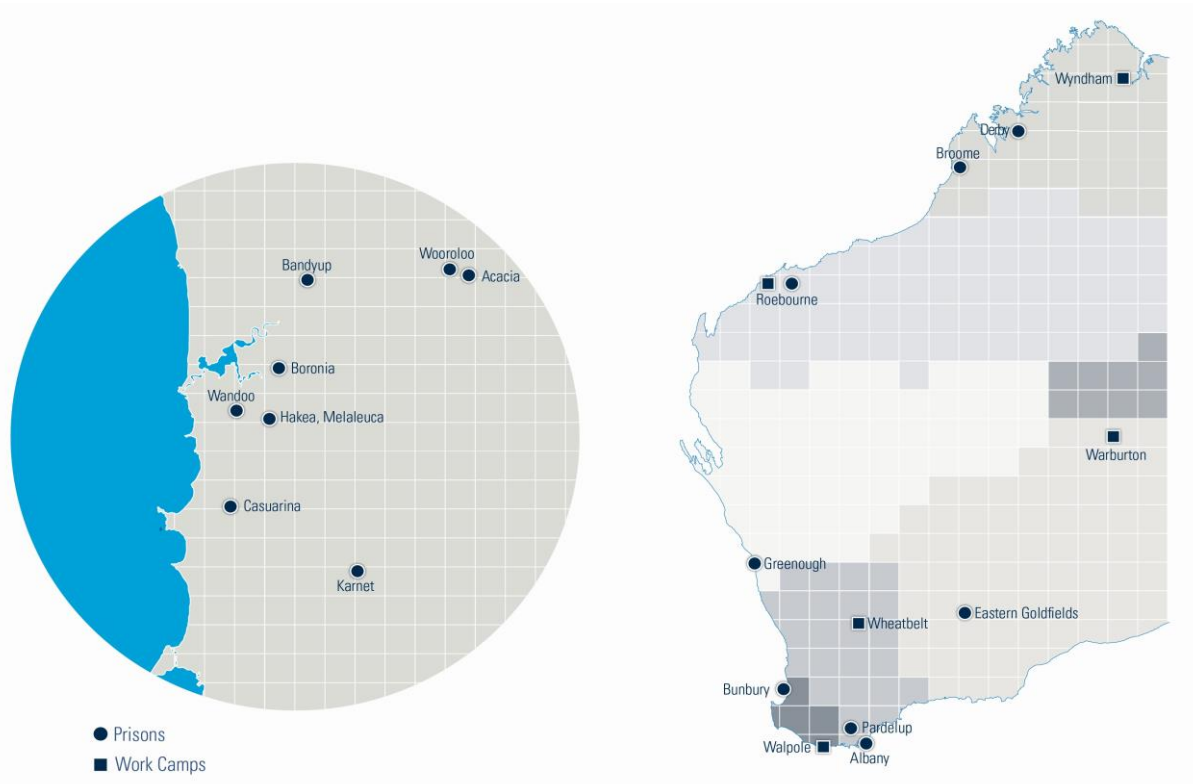 Wooroloo
Acacia
Bandyup
Boronia
Wandoo
Hakea, Melaleuca
Casuarina
Karnet
Prisons
Work Camps
Wyndham
Derby
Broome
Roebourne
Warburton
Greenough
Eastern Goldfields
Wheatbelt
Bunbury
Pardelup
Walpole
Albany